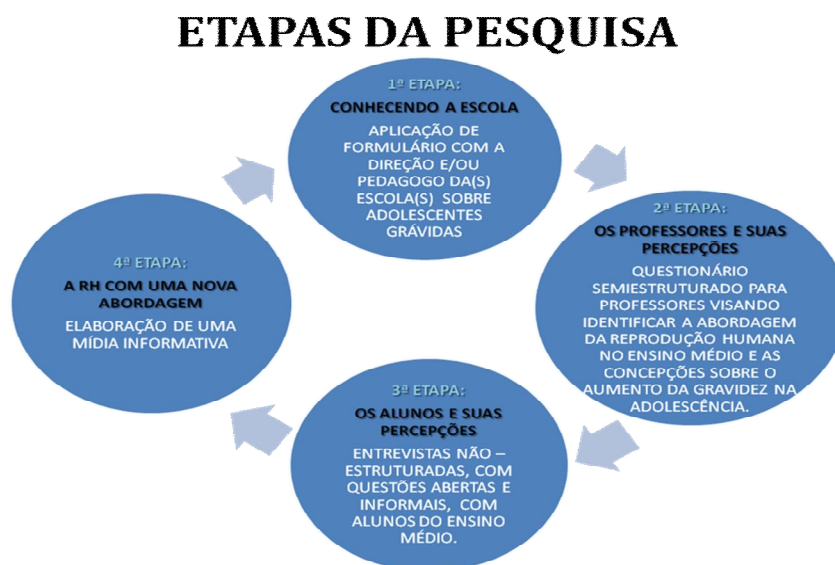 ETAPAS DA PESQUISA
1ª ETAPA:
CONHECENDO A ESCOLA
APLICAÇÃO DE
FORMULÁRIO COM A
DIREÇÃO E/OU
PEDAGOGO DA(S)
ESCOLA(S) SOBRE
ADOLESCENTES
GRÁVIDAS
2ª ETAPA:
OS PROFESSORES E SUAS
PERCEPÇÕES
QUESTIONÁRIO
SEMIESTRUTURADO PARA
PROFESSORES VISANDO
IDENTIFICAR A ABORDAGEM
DA REPRODUÇÃO HUMANA
NO ENSINO MÉDIO E AS
CONCEPÇÕES SOBRE O
AUMENTO DA GRAVIDEZ NA
ADOLESCÊNCIA.
3ª ETAPA:
OS ALUNOS E SUAS
PERCEPÇÕES
ENTREVISTAS NÃO –
ESTRUTURADAS, COM
QUESTÕES ABERTAS E
INFORMAIS, COM
ALUNOS DO ENSINO
MÉDIO.
4ª ETAPA:
A RH COM UMA NOVA
ABORDAGEM
ELABORAÇÃO DE UMA
MÍDIA INFORMATIVA